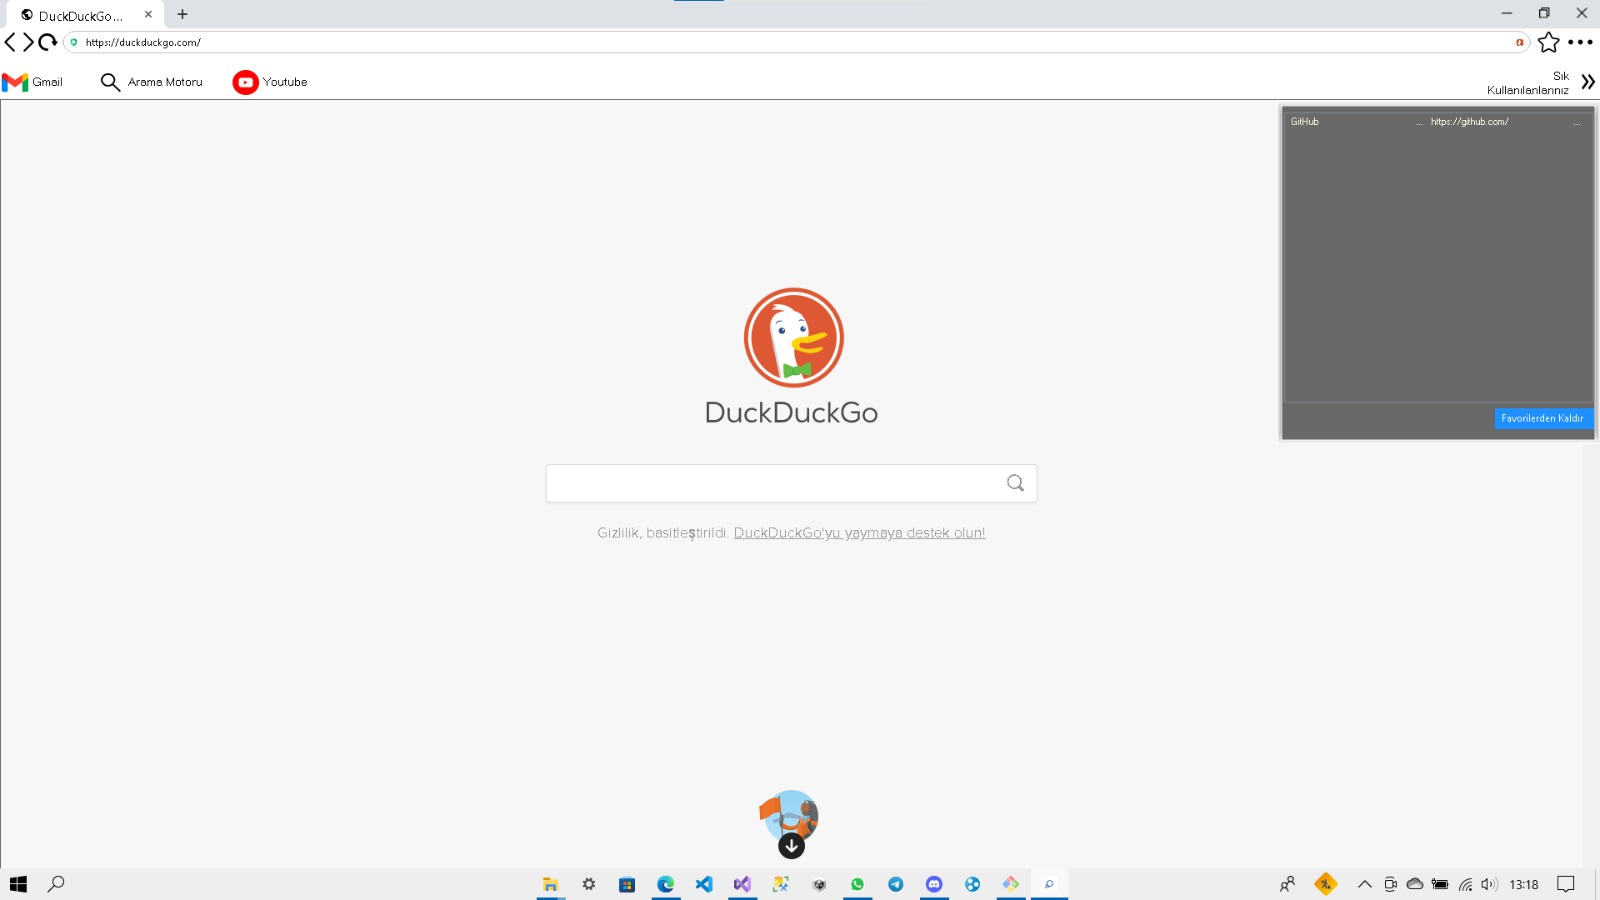 DuckDuckGo...
https://duckduckgo.com/
Gmail
Arama Motoru
Youtube
Sık
Kullanılanlarınız
GitHub
...
https://github.com/
...
Favorilerden Kaldır
DuckDuckGo
Gizlilik, basitleştirildi. DuckDuckGo'yu yaymaya destek olun!
13:18